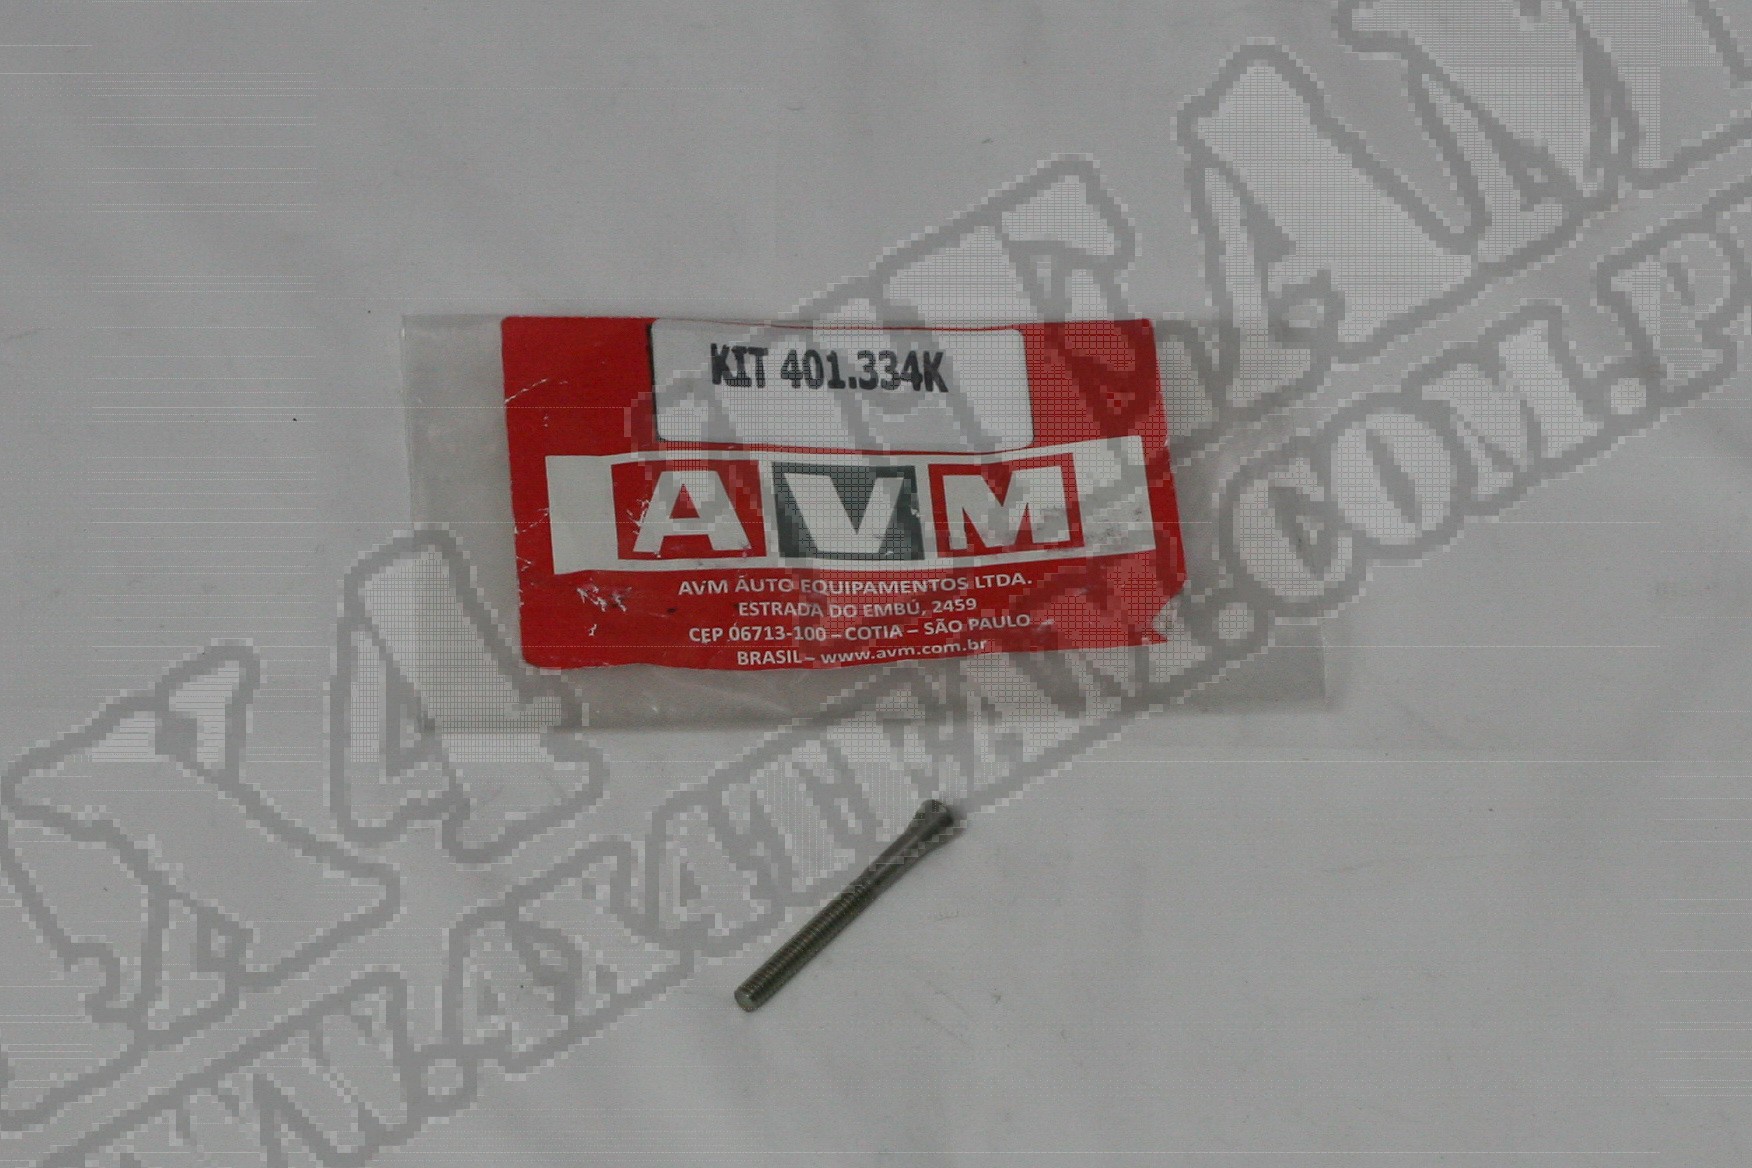 KIT 401.334K
AVM
AVM AUTO EQUIPAMENTOS LTDA.
ESTRADA DO EMBÚ, 2459
CEP 06713-100 – COTIA – SÃO PAULO
BRASIL – www.avm.com.br